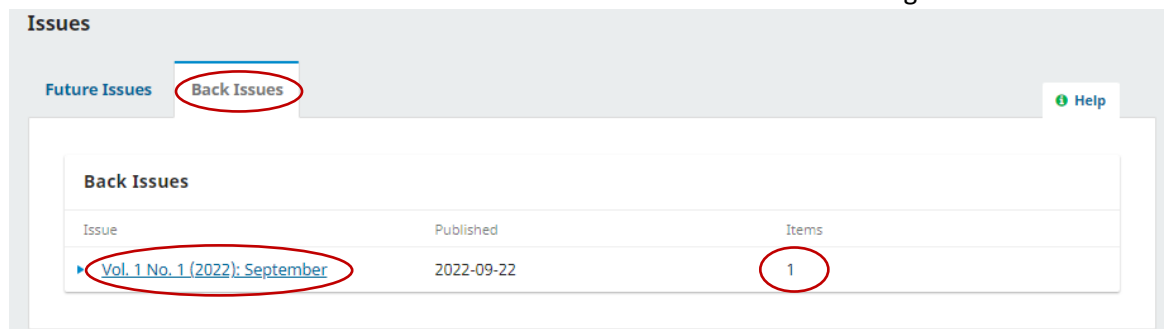 Issues
Future Issues Back Issues
Help
Back Issues
Issue Published Items
Vol. 1 No. 1 (2022): September 2022-09-22 1